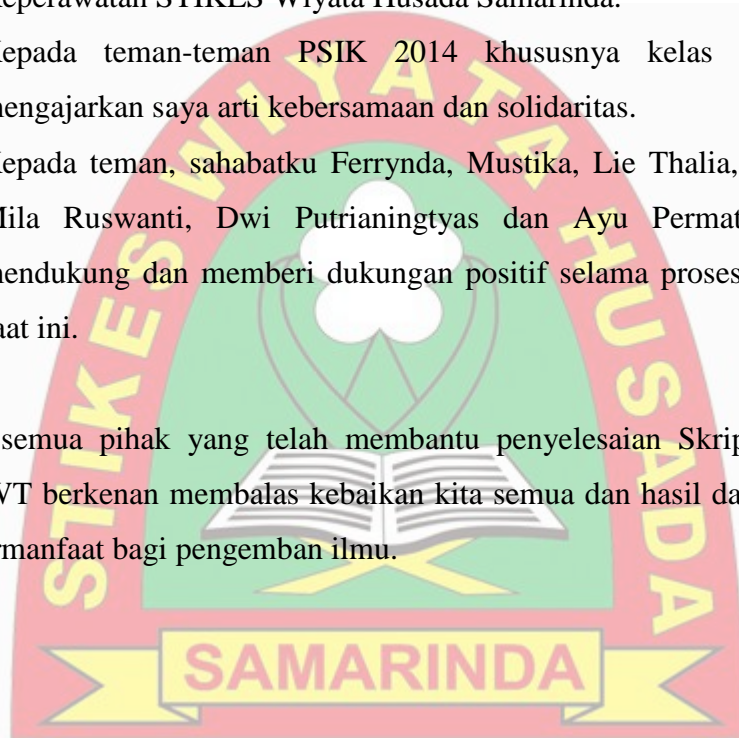 Keperawatan STIKES Wiyata Husada Samarinda.
Kepada teman-teman PSIK 2014 khususnya kelas
mengajarkan saya arti kebersamaan dan solidaritas.
Kepada teman, sahabatku Ferrynda, Mustika, Lie Thalia,
Mila Ruswanti, Dwi Putrianingtyas dan Ayu Permat
mendukung dan memberi dukungan positif selama proses
saat ini.
semua pihak yang telah membantu penyelesaian Skrip
WT berkenan membalas kebaikan kita semua dan hasil da
rmanfaat bagi pengemban ilmu.
STIKES WIYATA HUSADA
SAMARINDA